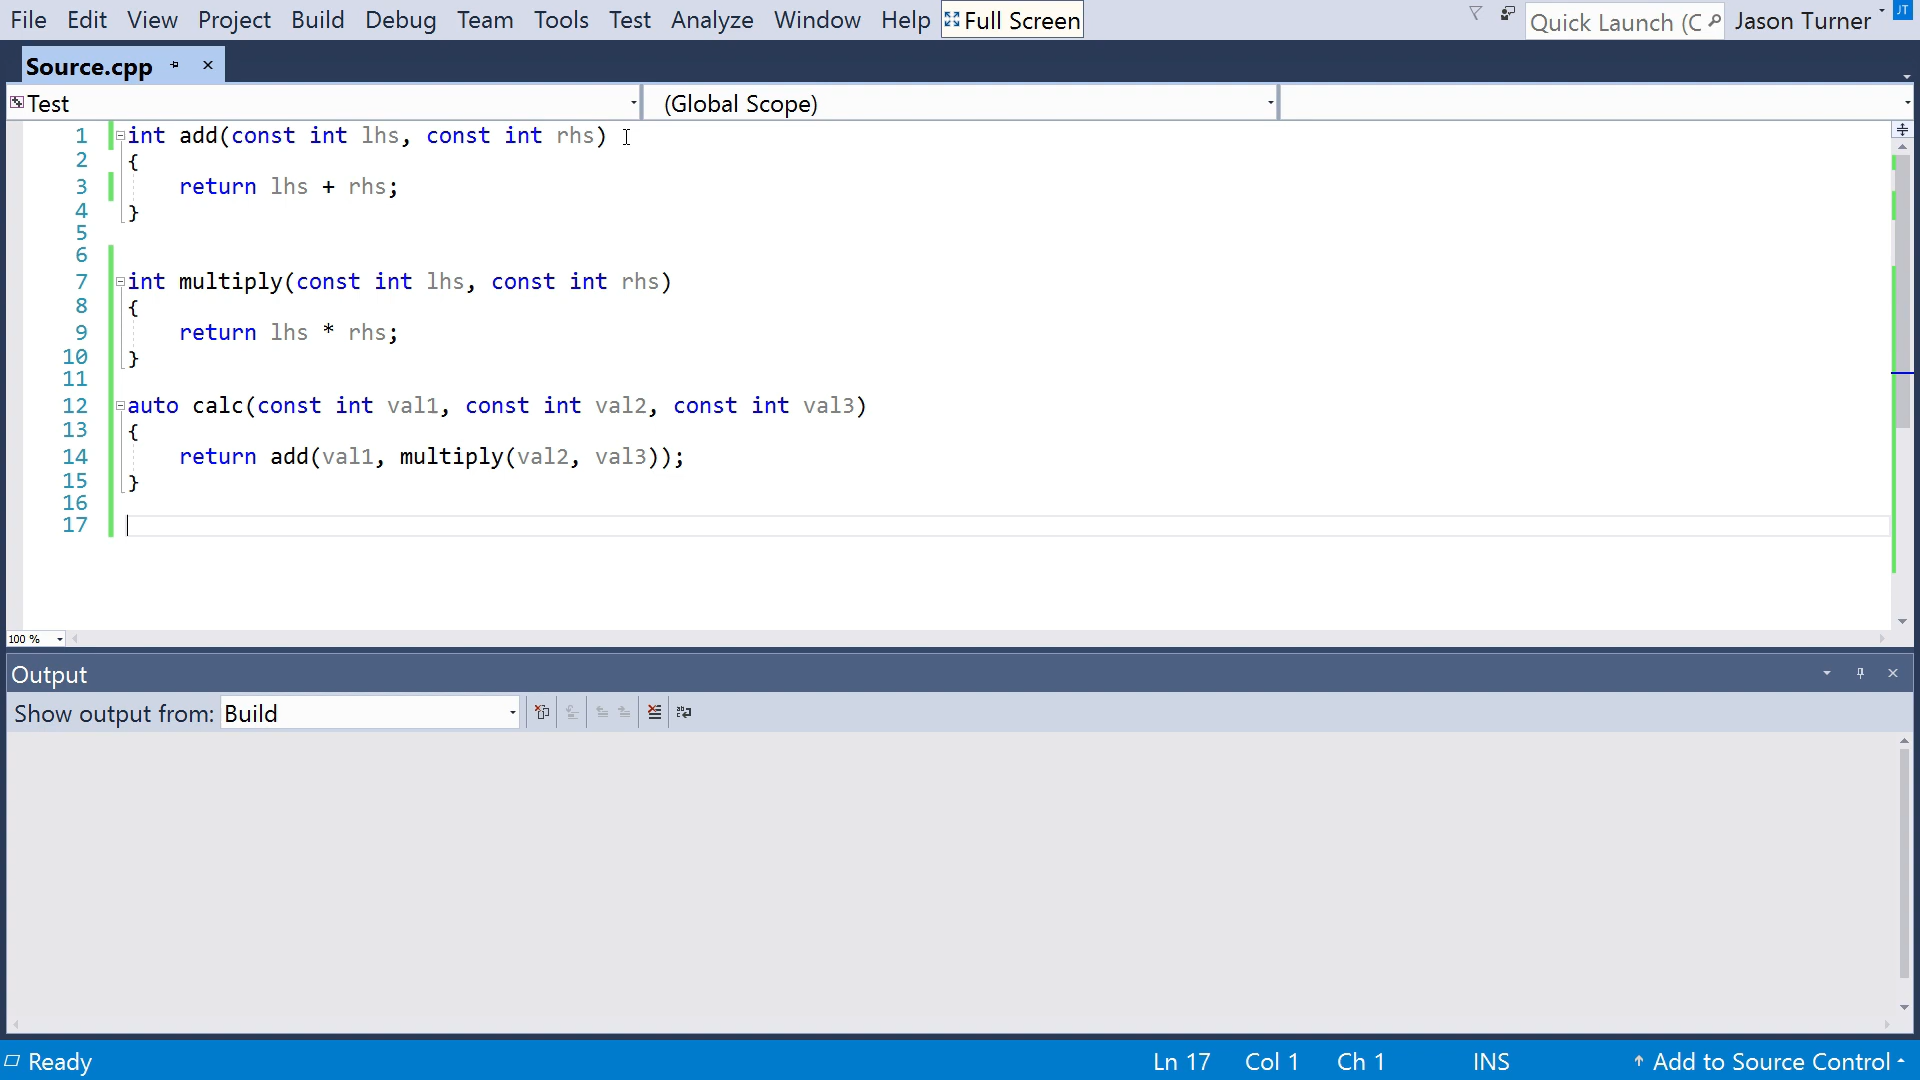 File Edit View Project Build Debug Team Tools Test Analyze Window Help Full Screen Quick Launch (C Jason Turner JT
Source.cpp
Test (Global Scope)
1 int add(const int lhs, const int rhs)
2 {
3     return lhs + rhs;
4 }
5
6
7 int multiply(const int lhs, const int rhs)
8 {
9     return lhs * rhs;
10 }
11
12 auto calc(const int val1, const int val2, const int val3)
13 {
14     return add(val1, multiply(val2, val3));
15 }
16
17
100 %
Output
Show output from: Build
Ready Ln 17 Col 1 Ch 1 INS Add to Source Control